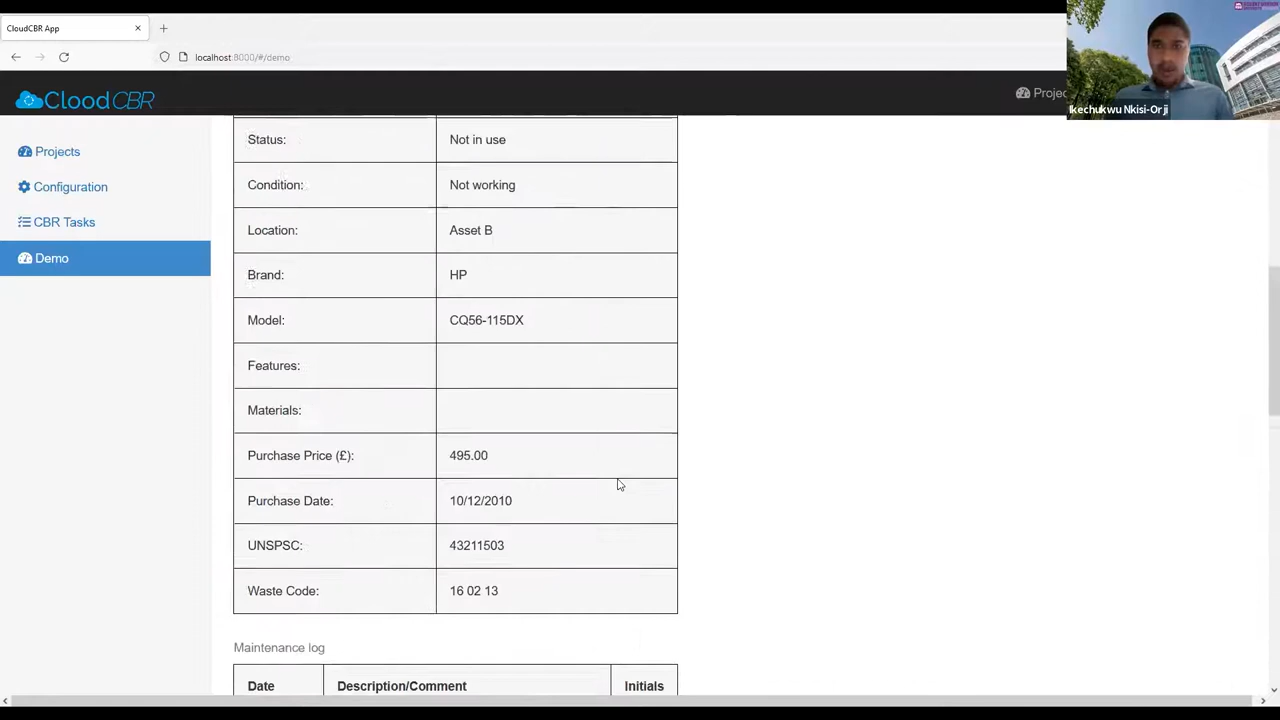 CloudCBR App
localhost:8000/#/demo
CloodCBR
Projec
Ikechukwu Nkisi-Orji
Projects
Configuration
CBR Tasks
Demo
Status: Not in use
Condition: Not working
Location: Asset B
Brand: HP
Model: CQ56-115DX
Features:
Materials:
Purchase Price (£): 495.00
Purchase Date: 10/12/2010
UNSPSC: 43211503
Waste Code: 16 02 13
Maintenance log
Date Description/Comment Initials